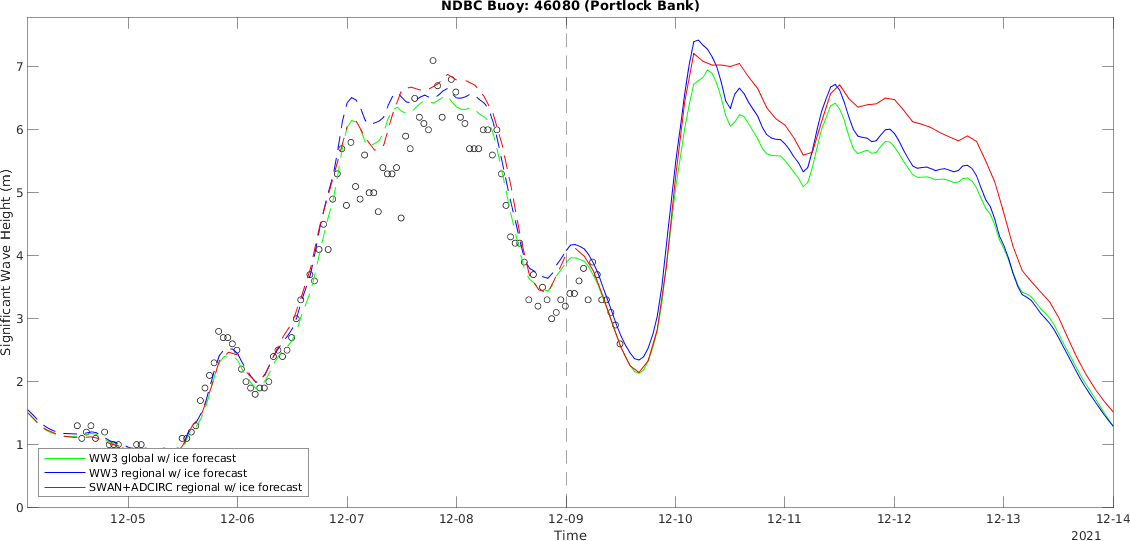 NDBC Buoy: 46080 (Portlock Bank)
Significant Wave Height (m)
7
6
5
4
3
2
1
0
WW3 global w/ ice forecast
WW3 regional w/ ice forecast
SWAN+ADCIRC regional w/ ice forecast
12-05 12-06 12-07 12-08 12-09 12-10 12-11 12-12 12-13 12-14
Time
2021